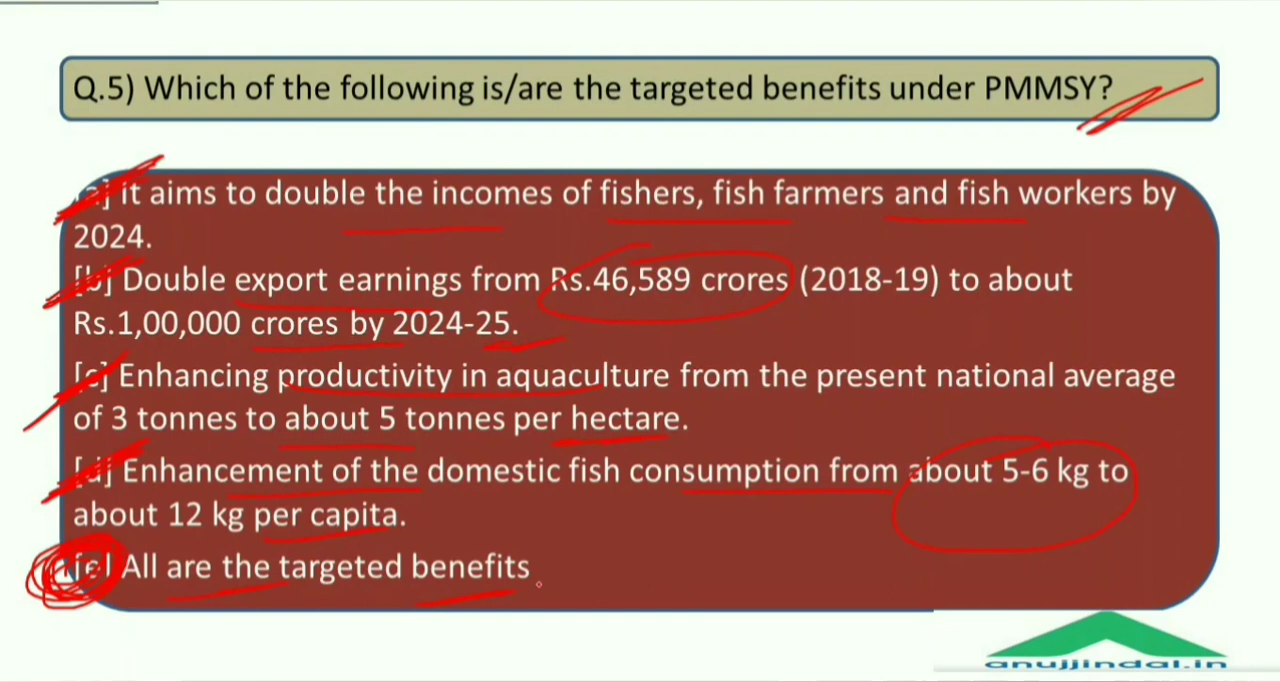 Q.5) Which of the following is/are the targeted benefits under PMMSY?
[a] It aims to double the incomes of fishers, fish farmers and fish workers by
2024.
[b] Double export earnings from Rs.46,589 crores (2018-19) to about
Rs.1,00,000 crores by 2024-25.
[c] Enhancing productivity in aquaculture from the present national average
of 3 tonnes to about 5 tonnes per hectare.
[d] Enhancement of the domestic fish consumption from about 5-6 kg to
about 12 kg per capita.
[e] All are the targeted benefits
anujjindal.in